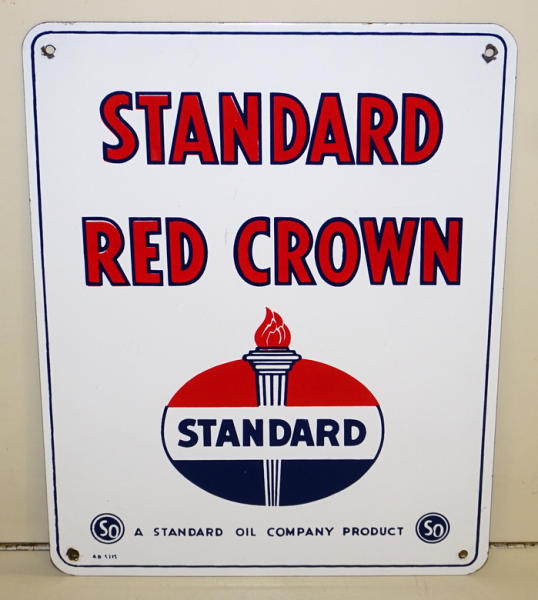 STANDARD
RED CROWN
STANDARD
SO A STANDARD OIL COMPANY PRODUCT SO